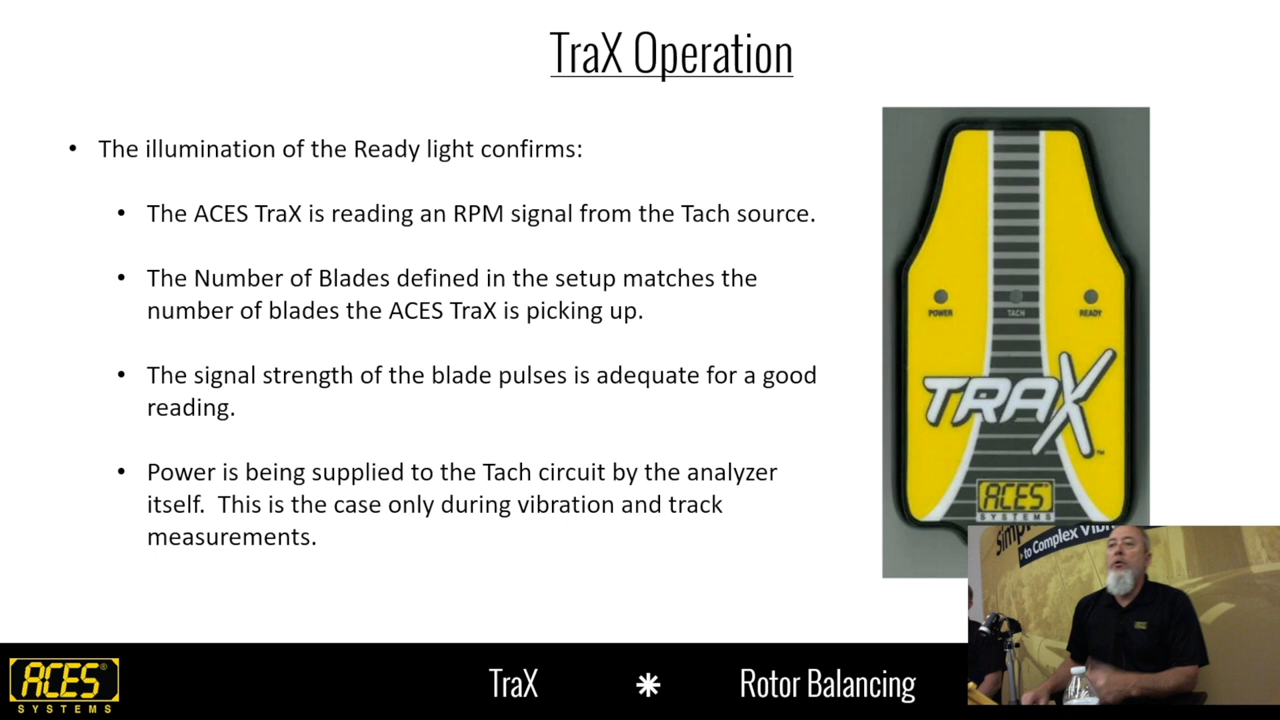 TraX Operation
• The illumination of the Ready light confirms:
• The ACES TraX is reading an RPM signal from the Tach source.
• The Number of Blades defined in the setup matches the
number of blades the ACES TraX is picking up.
• The signal strength of the blade pulses is adequate for a good
reading.
• Power is being supplied to the Tach circuit by the analyzer
itself. This is the case only during vibration and track
measurements.
POWER
TACH
READY
TRAX™
ACES
SYSTEMS
to Complex
ACES®
SYSTEMS
TraX * Rotor Balancing